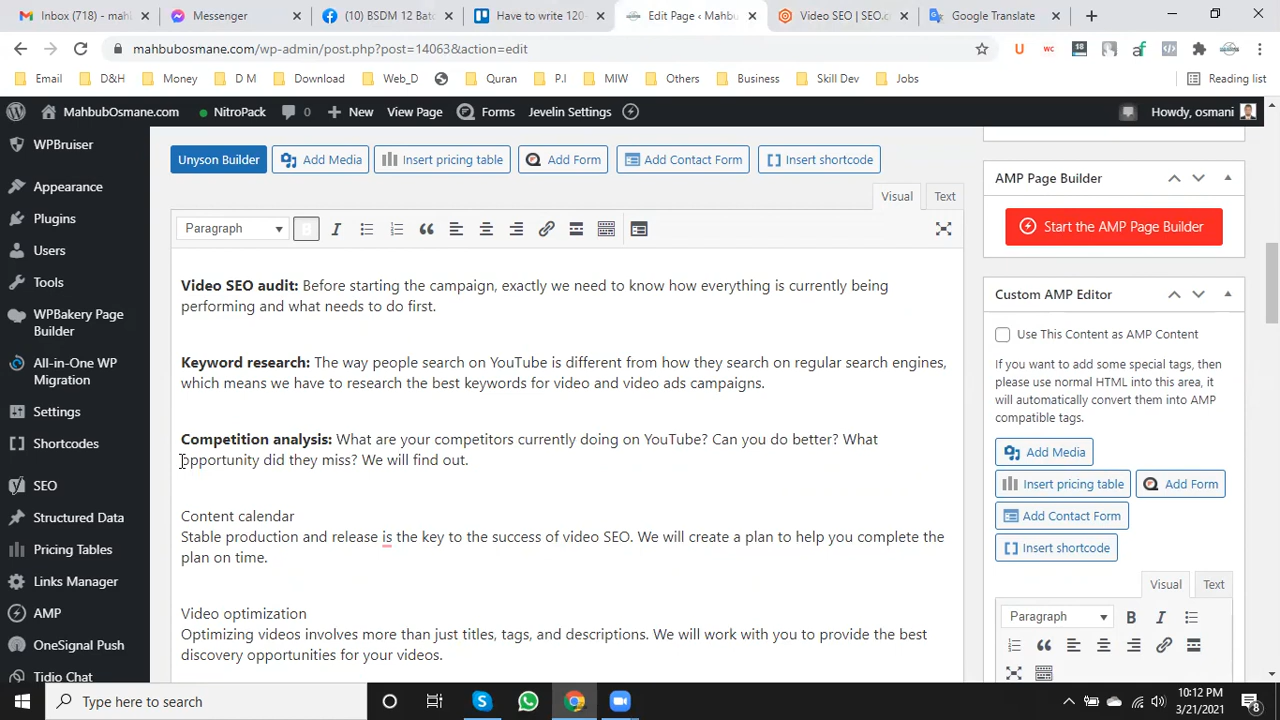 Inbox (718) - mahl
Messenger
(10) BSDM 12 Bato
Have to write 120-
Edit Page ‹ Mahbu
Video SEO | SEO.c
Google Translate
mahbubosmane.com/wp-admin/post.php?post=14063&action=edit
Email
D&H
Money
D M
Download
Web_D
Quran
P.I
MIW
Others
Business
Skill Dev
Jobs
Reading list
MahbubOsmane.com
NitroPack
0
New
View Page
Forms
Jevelin Settings
Howdy, osmani
WPBruiser
Appearance
Plugins
Users
Tools
WPBakery Page
Builder
All-in-One WP
Migration
Settings
Shortcodes
SEO
Structured Data
Pricing Tables
Links Manager
AMP
OneSignal Push
Tidio Chat
Unyson Builder
Add Media
Insert pricing table
Add Form
Add Contact Form
Insert shortcode
Visual
Text
Paragraph
Video SEO audit: Before starting the campaign, exactly we need to know how everything is currently being
performing and what needs to do first.
Keyword research: The way people search on YouTube is different from how they search on regular search engines,
which means we have to research the best keywords for video and video ads campaigns.
Competition analysis: What are your competitors currently doing on YouTube? Can you do better? What
opportunity did they miss? We will find out.
Content calendar
Stable production and release is the key to the success of video SEO. We will create a plan to help you complete the
plan on time.
Video optimization
Optimizing videos involves more than just titles, tags, and descriptions. We will work with you to provide the best
discovery opportunities for your videos.
AMP Page Builder
Start the AMP Page Builder
Custom AMP Editor
Use This Content as AMP Content
If you want to add some special tags, then
please use normal HTML into this area, it
will automatically convert them into AMP
compatible tags.
Add Media
Insert pricing table
Add Form
Add Contact Form
Insert shortcode
Visual
Text
Paragraph
Type here to search
10:12 PM
3/21/2021
8